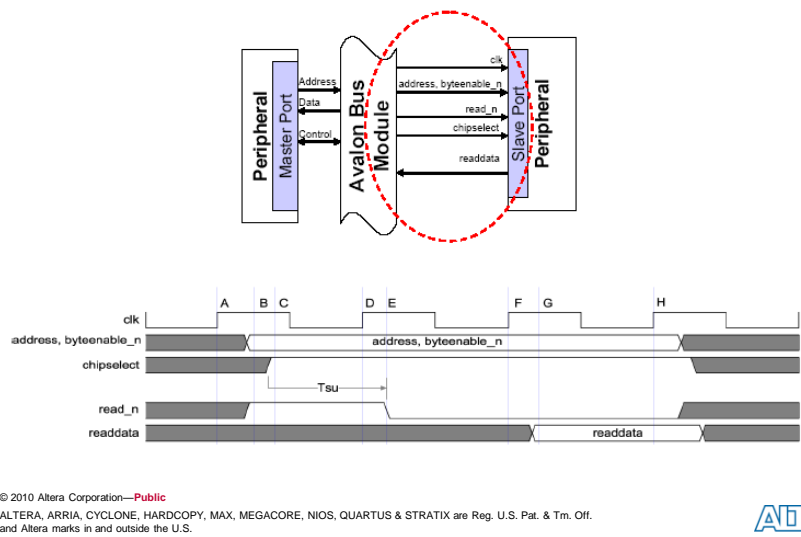 Peripheral
Master Port
Address
Data
Control
Avalon Bus
Module
clk
address, byteenable_n
read_n
chipselect
readdata
Slave Port
Peripheral
A B C D E F G H
clk
address, byteenable_n address, byteenable_n
chipselect
Tsu
read_n
readdata readdata
© 2010 Altera Corporation—Public
ALTERA, ARRIA, CYCLONE, HARDCOPY, MAX, MEGACORE, NIOS, QUARTUS & STRATIX are Reg. U.S. Pat. & Tm. Off.
and Altera marks in and outside the U.S.